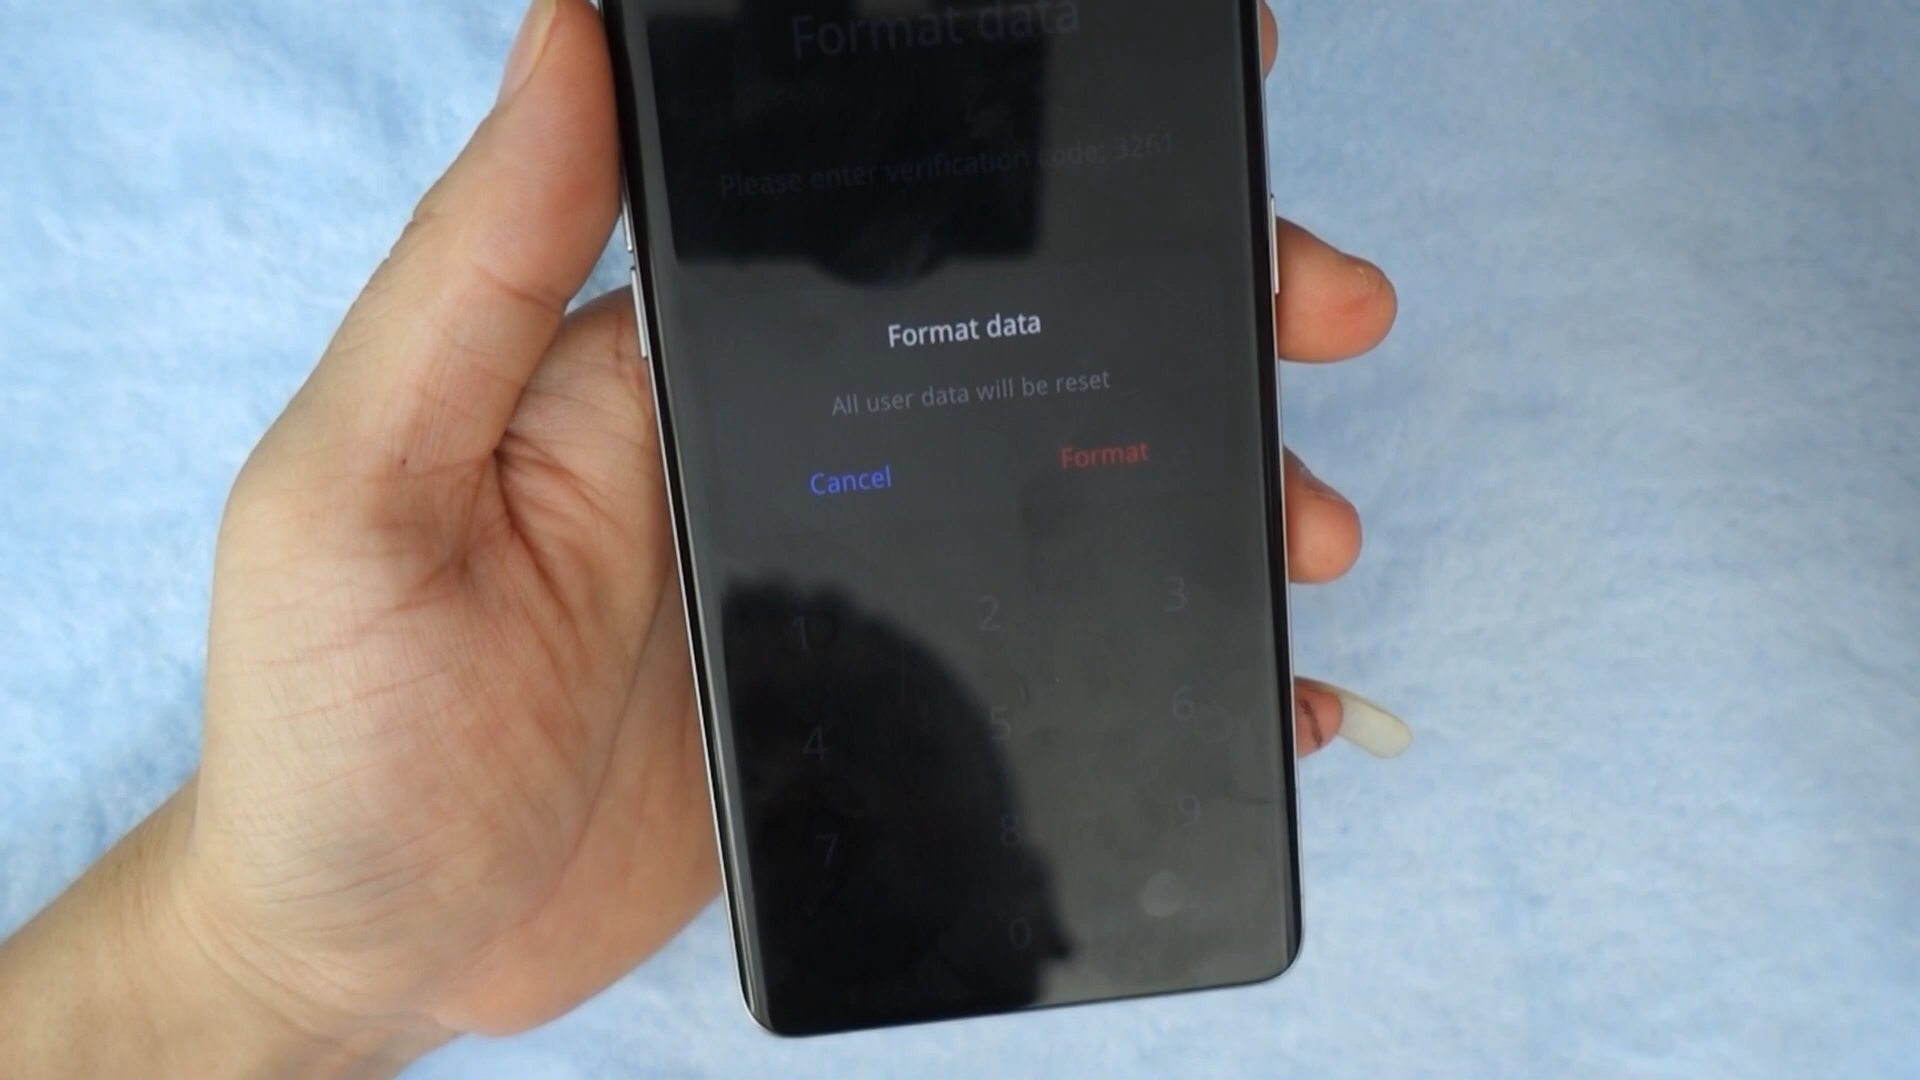 Format data
Please enter verification code: 3261
Format data
All user data will be reset
Cancel Format
1 2 3
4 5 6
7 8 9
0